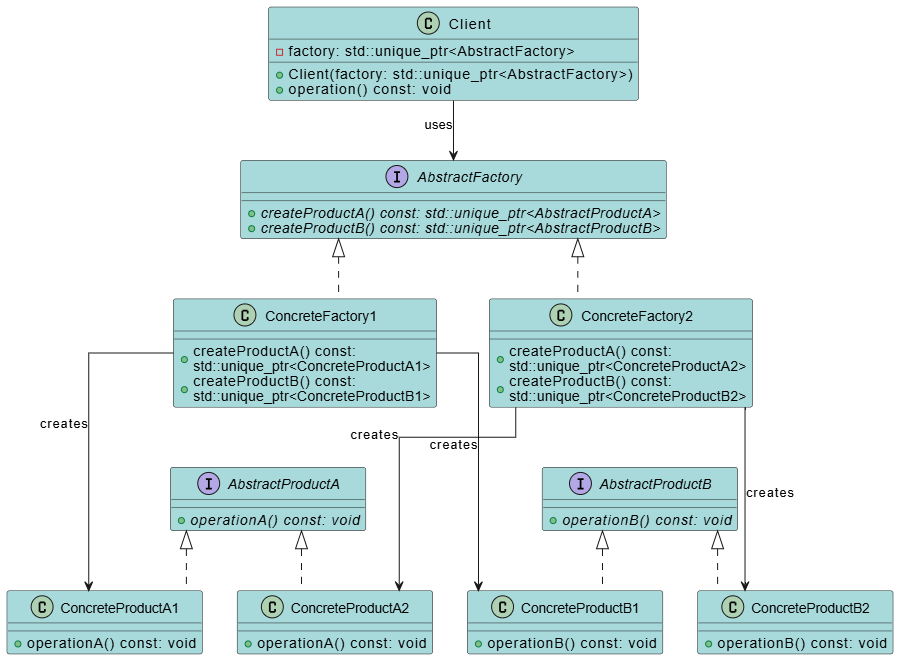 C Client
factory: std::unique_ptr<AbstractFactory>
Client(factory: std::unique_ptr<AbstractFactory>)
operation() const: void
uses
I AbstractFactory
createProductA() const: std::unique_ptr<AbstractProductA>
createProductB() const: std::unique_ptr<AbstractProductB>
C ConcreteFactory1
createProductA() const:
std::unique_ptr<ConcreteProductA1>
createProductB() const:
std::unique_ptr<ConcreteProductB1>
C ConcreteFactory2
createProductA() const:
std::unique_ptr<ConcreteProductA2>
createProductB() const:
std::unique_ptr<ConcreteProductB2>
creates
creates
creates
creates
I AbstractProductA
operationA() const: void
I AbstractProductB
operationB() const: void
C ConcreteProductA1
operationA() const: void
C ConcreteProductA2
operationA() const: void
C ConcreteProductB1
operationB() const: void
C ConcreteProductB2
operationB() const: void